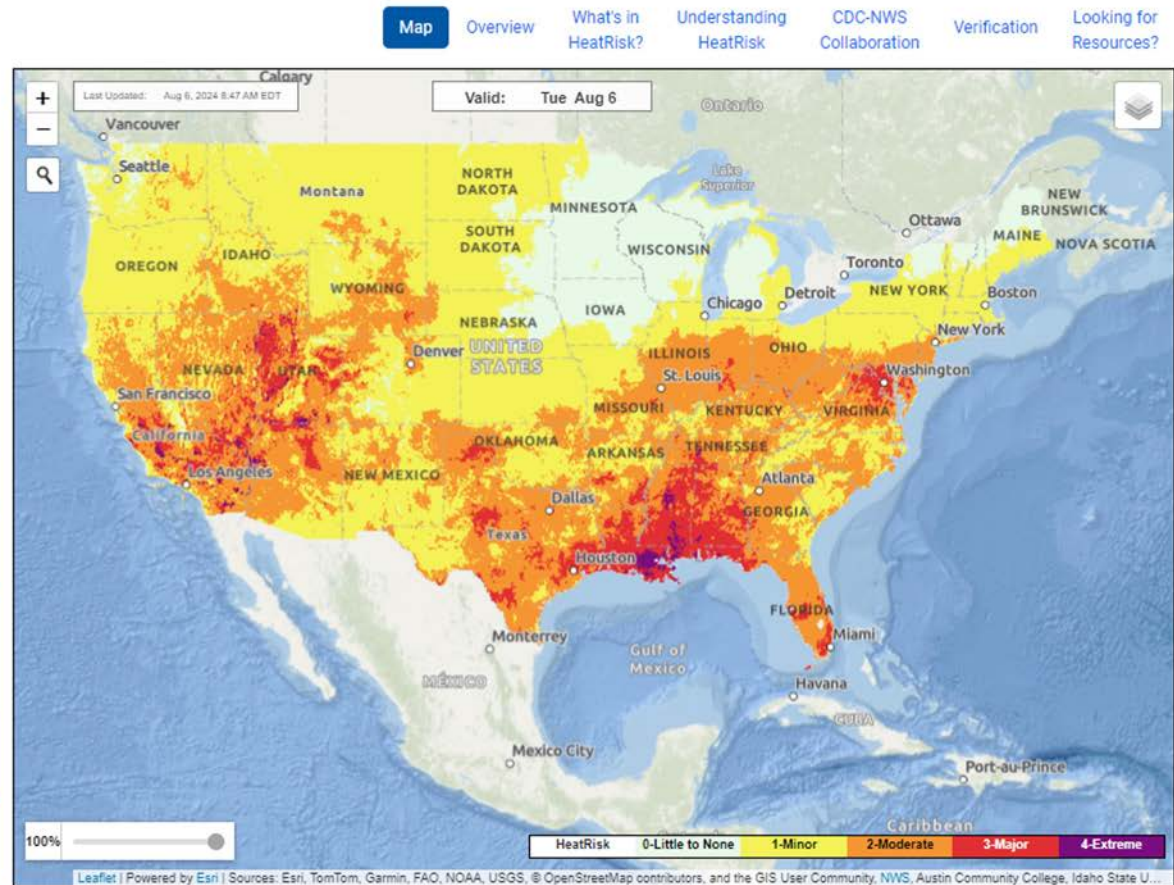 Map
Overview
What's in
HeatRisk?
Understanding
HeatRisk
CDC-NWS
Collaboration
Verification
Looking for
Resources?
Calgary
+
Last Updated: Aug 6, 2024 8:47 AM EDT
Valid: Tue Aug 6
Ontario
−
Vancouver
Seattle
Lake
Superior
NORTH
DAKOTA
Montana
MINNESOTA
NEW
BRUNSWICK
Ottawa
SOUTH
DAKOTA
WISCONSIN
MAINE
NOVA SCOTIA
IDAHO
OREGON
Toronto
WYOMING
Detroit
NEW YORK
Boston
Chicago
IOWA
NEBRASKA
New York
UNITED
STATES
Denver
ILLINOIS
OHIO
NEVADA
UTAH
St. Louis
Washington
San Francisco
MISSOURI
KENTUCKY
VIRGINIA
California
OKLAHOMA
TENNESSEE
ARKANSAS
Los Angeles
NEW MEXICO
Atlanta
Dallas
GEORGIA
Texas
Houston
FLORIDA
Miami
Monterrey
Gulf of
Mexico
MÉXICO
Havana
CUBA
Mexico City
Port-au-Prince
Caribbean
100%
HeatRisk 0-Little to None 1-Minor 2-Moderate 3-Major 4-Extreme
Leaflet | Powered by Esri | Sources: Esri, TomTom, Garmin, FAO, NOAA, USGS, © OpenStreetMap contributors, and the GIS User Community, NWS, Austin Community College, Idaho State U...